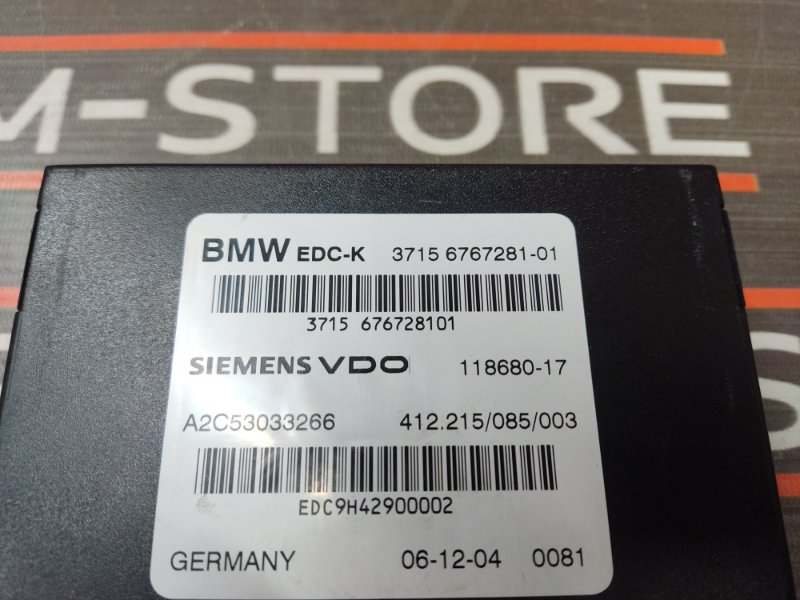 M-STORE
BMW EDC-K 3715 6767281-01
3715 676728101
SIEMENS VDO 118680-17
A2C53033266 412.215/085/003
EDC9H42900002
GERMANY 06-12-04 0081